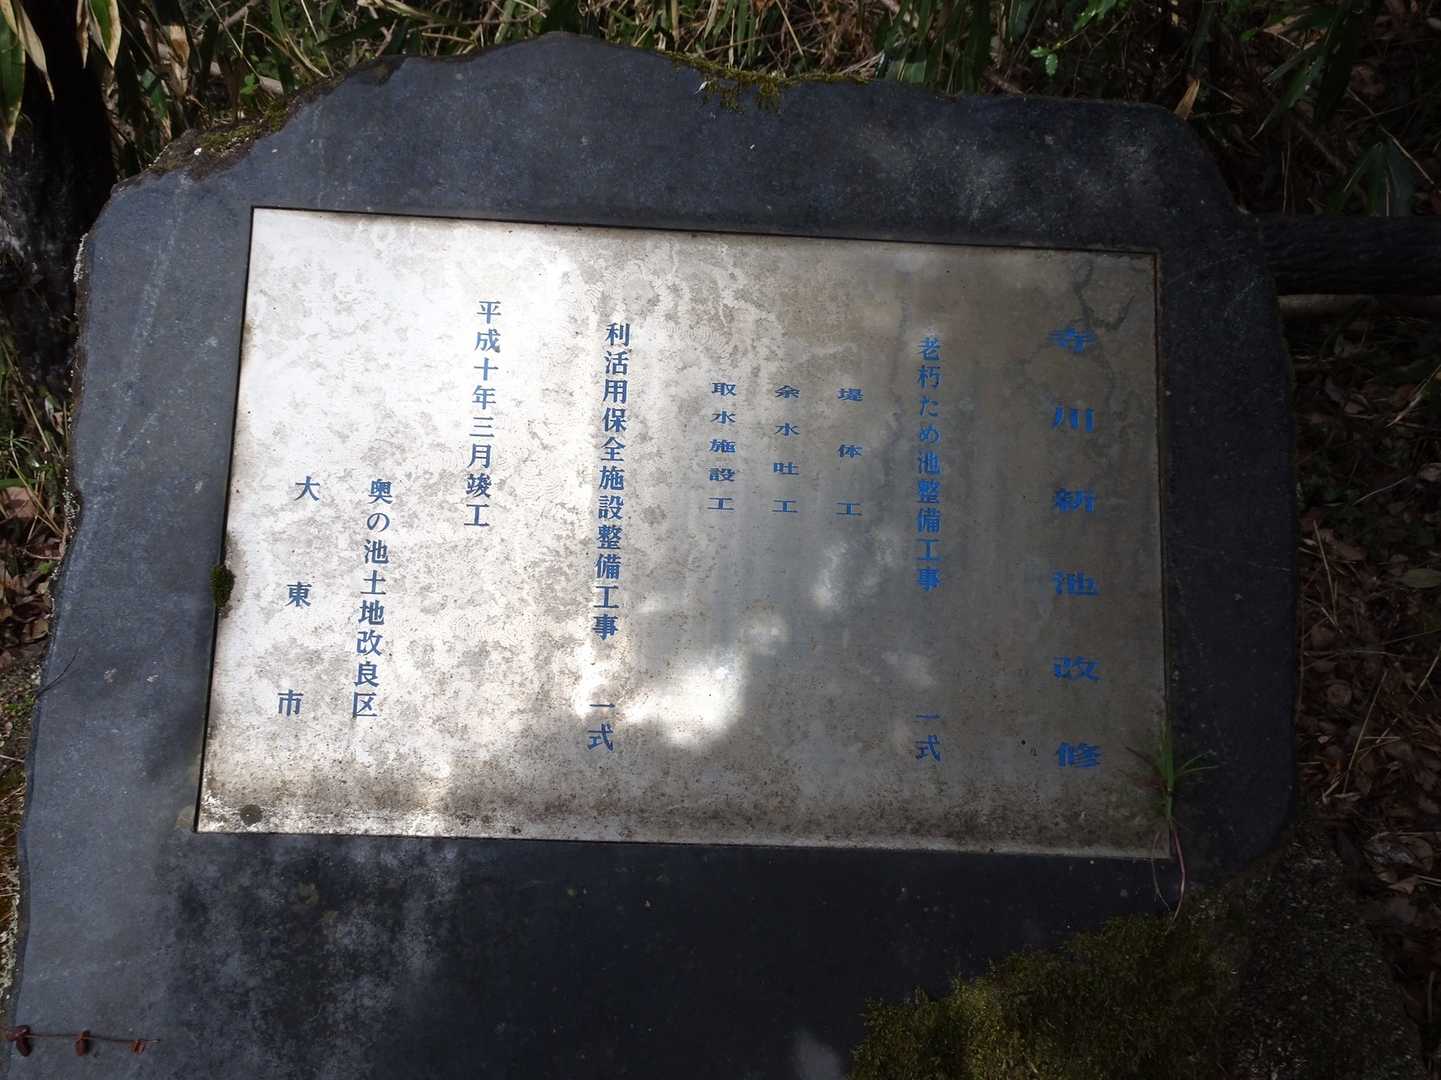 寺川新池改修
老朽ため池整備工事 一式
堤体工
余水吐工
取水施設工
利活用保全施設整備工事 一式
平成十年三月竣工
奥の池土地改良区
大東市